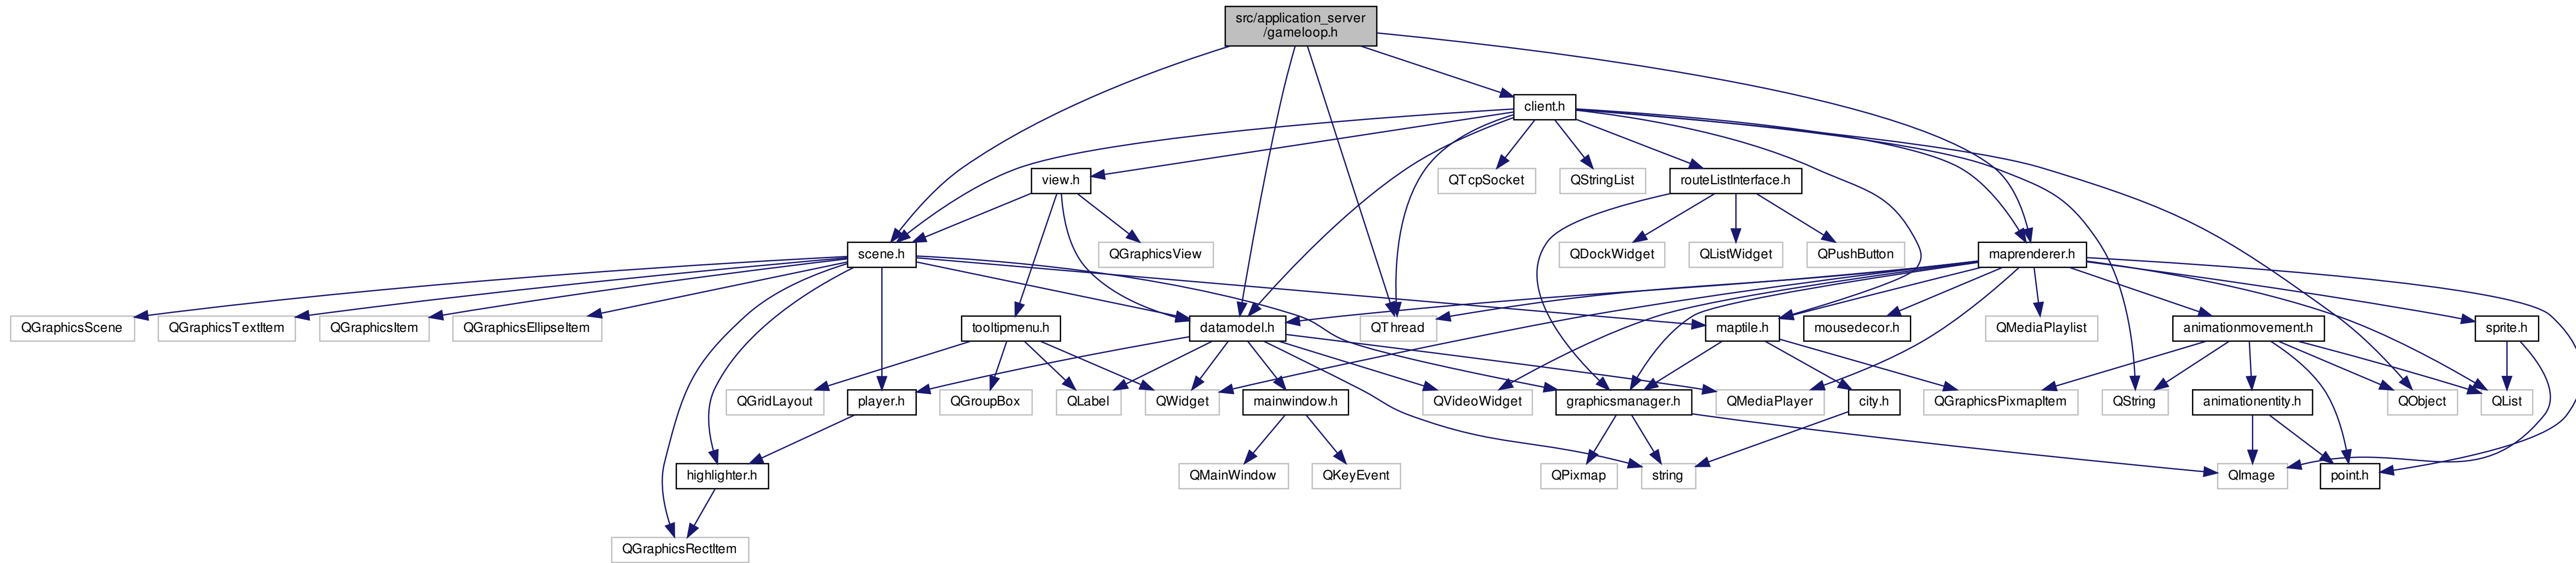 src/application_server
/gameloop.h
client.h
view.h
QTcpSocket
QStringList
routeListInterface.h
scene.h
QGraphicsView
QDockWidget
QListWidget
QPushButton
maprenderer.h
QGraphicsScene
QGraphicsTextItem
QGraphicsItem
QGraphicsEllipseItem
tooltipmenu.h
datamodel.h
QThread
maptile.h
mousedecor.h
QMediaPlaylist
animationmovement.h
sprite.h
QGridLayout
player.h
QGroupBox
QLabel
QWidget
mainwindow.h
QVideoWidget
graphicsmanager.h
QMediaPlayer
city.h
QGraphicsPixmapItem
QString
animationentity.h
QObject
QList
highlighter.h
QMainWindow
QKeyEvent
QPixmap
string
QImage
point.h
QGraphicsRectItem